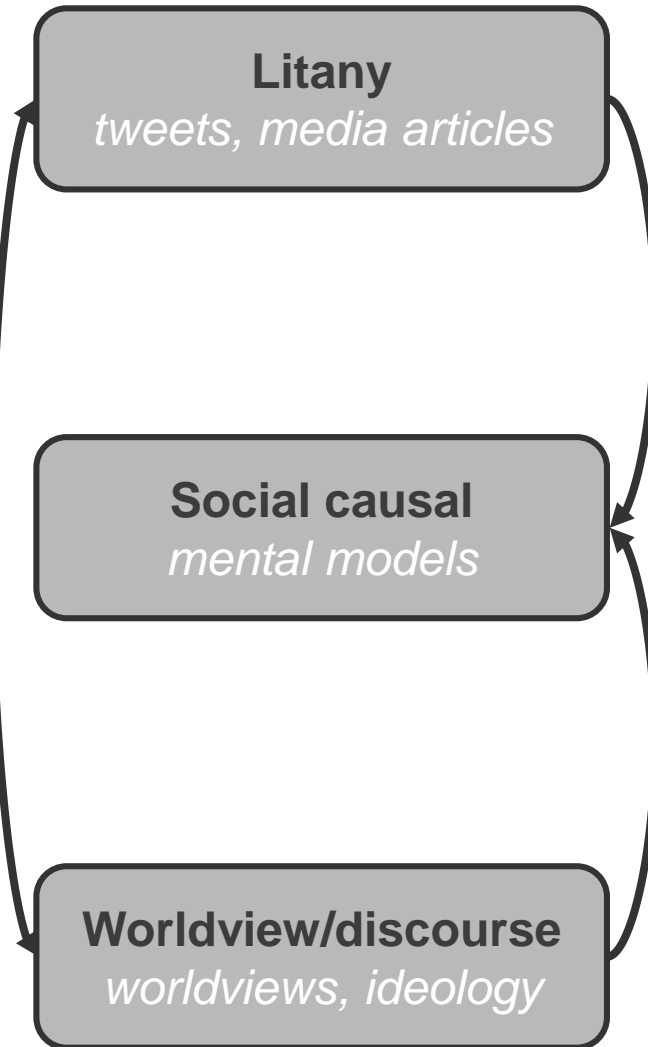 Litany
tweets, media articles
Social causal
mental models
Worldview/discourse
worldviews, ideology